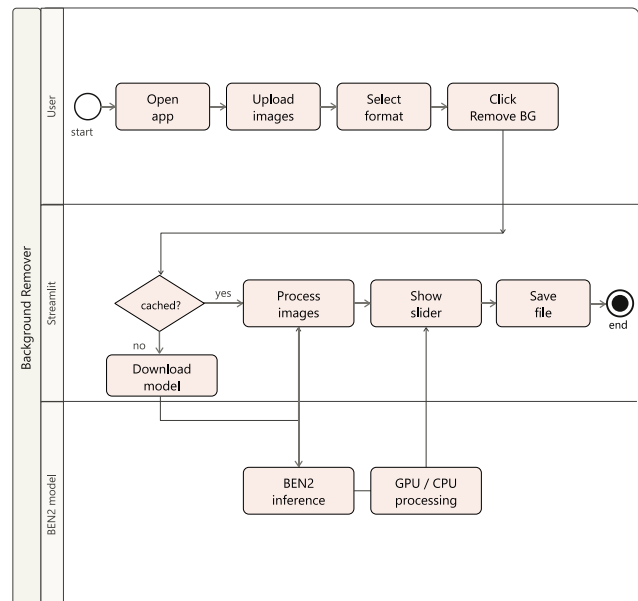 Background Remover
User
start
Open
app
Upload
images
Select
format
Click
Remove BG
Streamlit
cached?
yes
no
Process
images
Show
slider
Save
file
end
Download
model
BEN2 model
BEN2
inference
GPU / CPU
processing